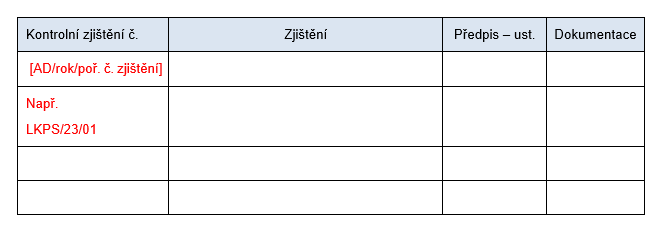 Kontrolní zjištění č. Zjištění Předpis – ust. Dokumentace
[AD/rok/poř. č. zjištění]
Např.
LKPS/23/01